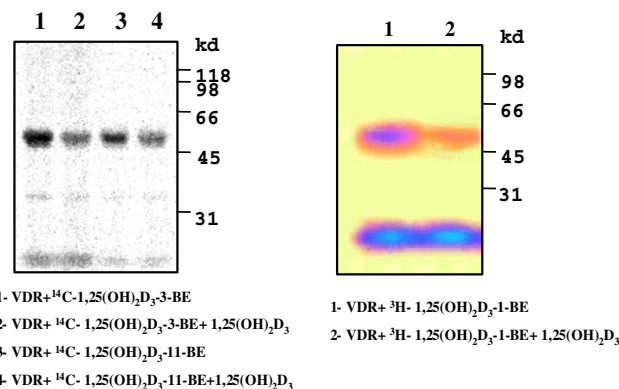 1 2 3 4
kd
118
98
66
45
31
1- VDR+¹⁴C-1,25(OH)₂D₃-3-BE
2- VDR+ ¹⁴C- 1,25(OH)₂D₃-3-BE+ 1,25(OH)₂D₃
3- VDR+ ¹⁴C- 1,25(OH)₂D₃-11-BE
4- VDR+ ¹⁴C- 1,25(OH)₂D₃-11-BE+1,25(OH)₂D₃
1 2
kd
98
66
45
31
1- VDR+ ³H- 1,25(OH)₂D₃-1-BE
2- VDR+ ³H- 1,25(OH)₂D₃-1-BE+ 1,25(OH)₂D₃